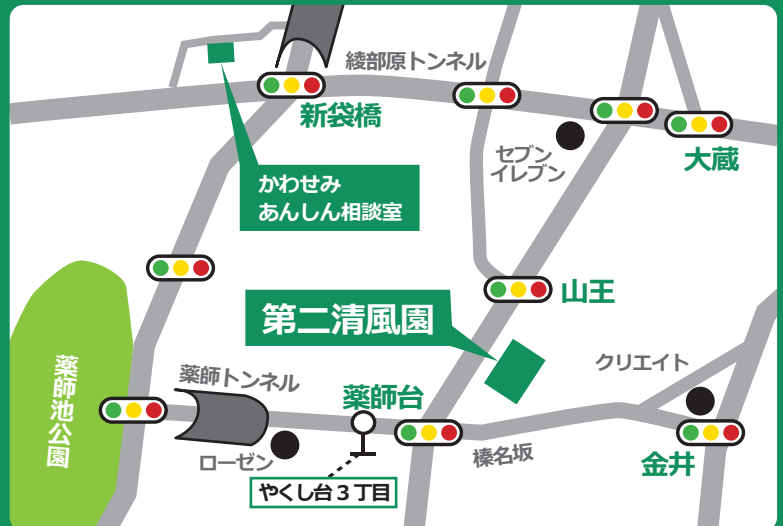 綾部原トンネル
新袋橋
セブン
イレブン
大蔵
かわせみ
あんしん相談室
山王
第二清風園
クリエイト
薬師トンネル
薬師台
薬師池公園
ローゼン
榛名坂
金井
やくし台3丁目